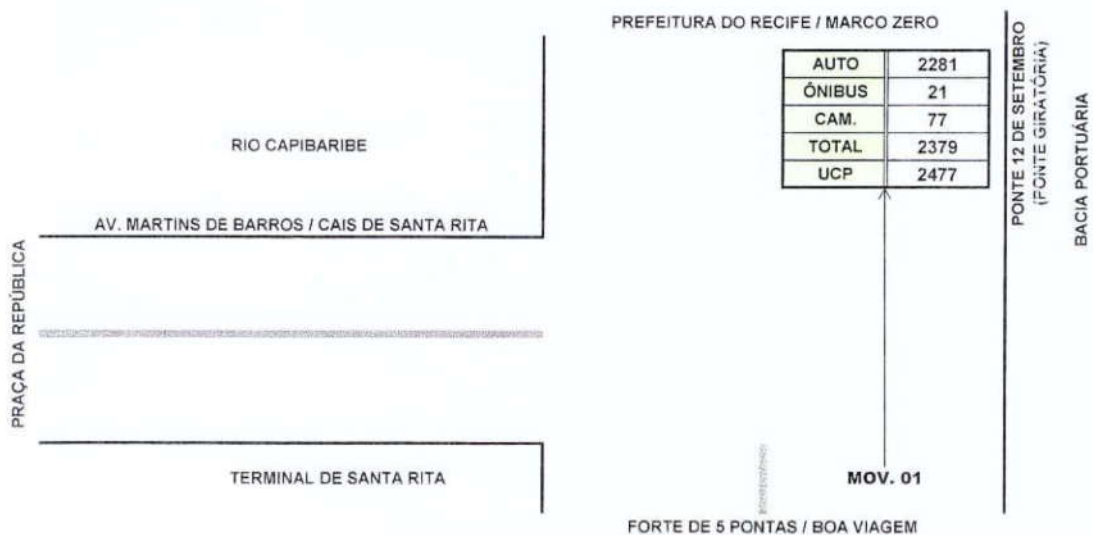 PREFEITURA DO RECIFE / MARCO ZERO
AUTO 2281
ÔNIBUS 21
CAM. 77
TOTAL 2379
UCP 2477
PONTE 12 DE SETEMBRO
(FONTE GIRATÓRIA)
BACIA PORTUÁRIA
RIO CAPIBARIBE
AV. MARTINS DE BARROS / CAIS DE SANTA RITA
PRAÇA DA REPÚBLICA
TERMINAL DE SANTA RITA
MOV. 01
FORTE DE 5 PONTAS / BOA VIAGEM